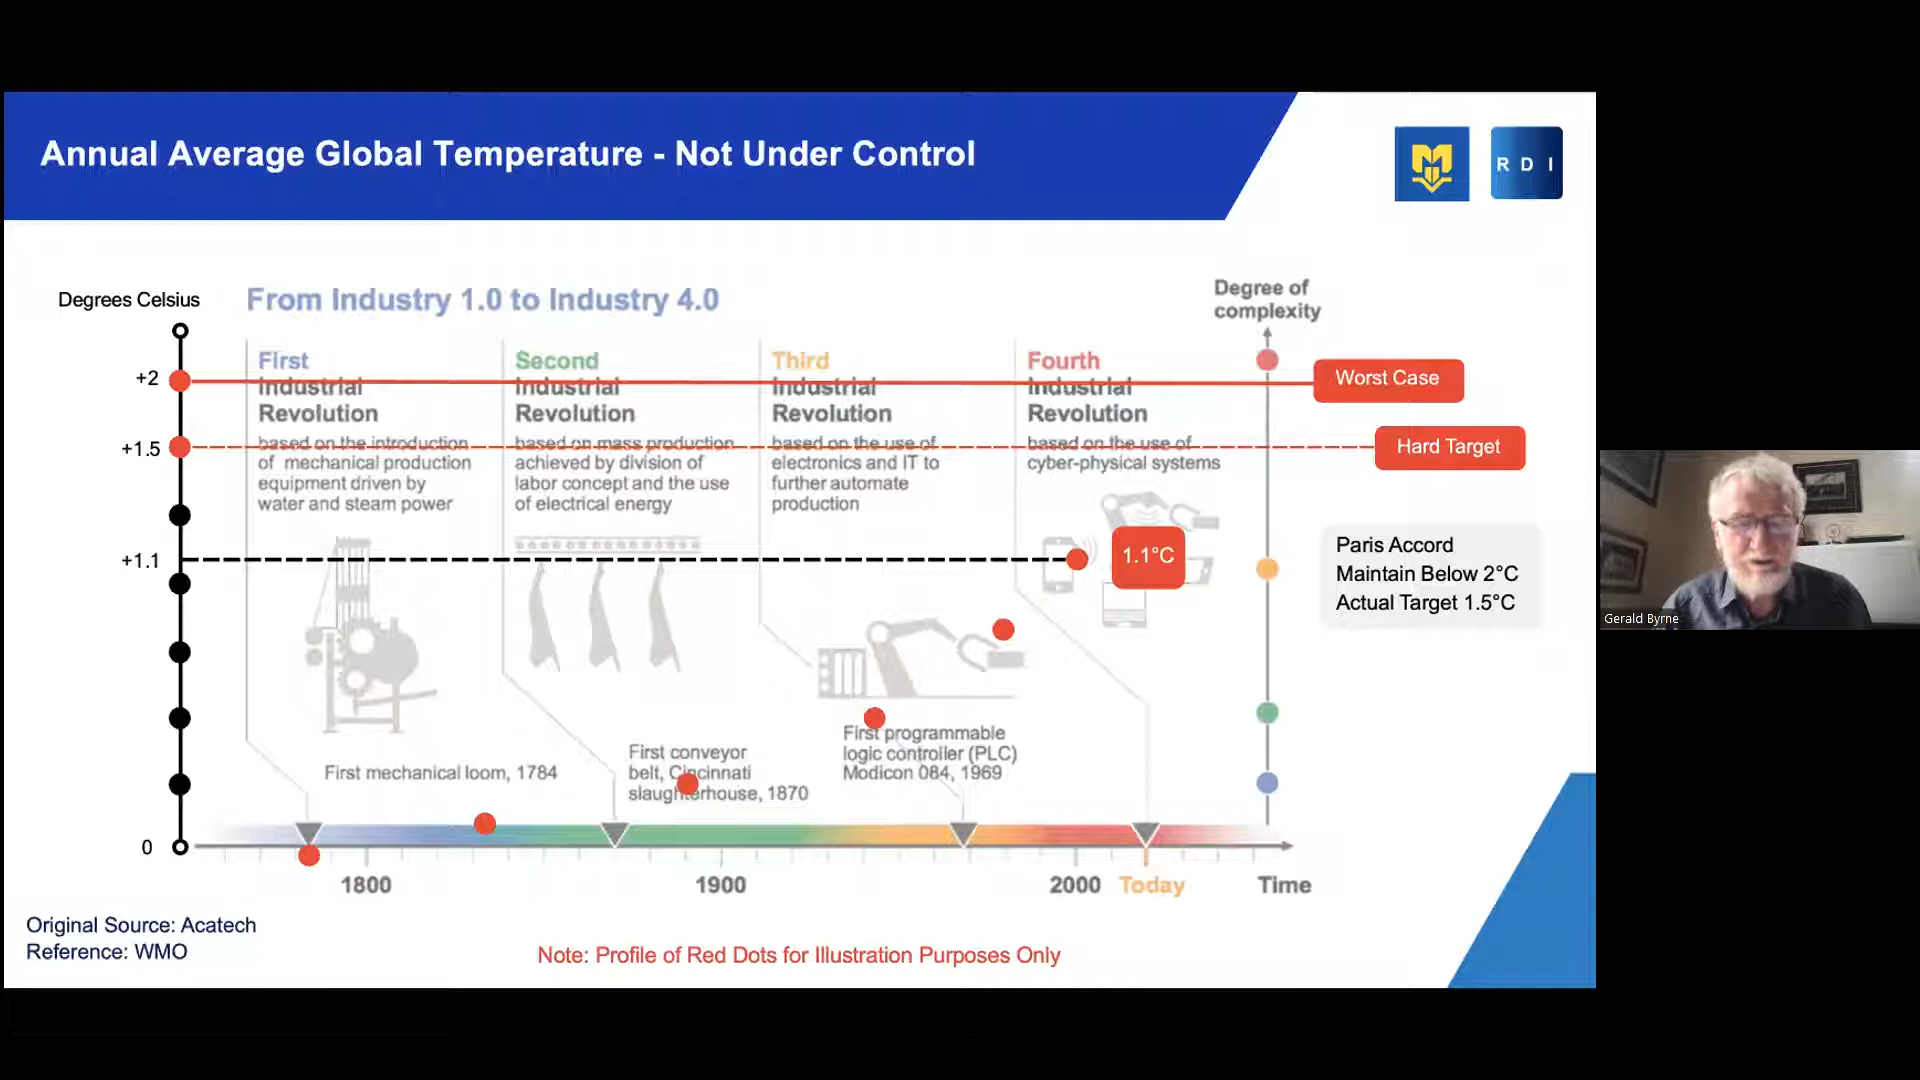 Annual Average Global Temperature - Not Under Control
R D I
Degrees Celsius
From Industry 1.0 to Industry 4.0
Degree of
complexity
First
Industrial
Revolution
based on the introduction
of mechanical production
equipment driven by
water and steam power
Second
Industrial
Revolution
based on mass production
achieved by division of
labor concept and the use
of electrical energy
Third
Industrial
Revolution
based on the use of
electronics and IT to
further automate
production
Fourth
Industrial
Revolution
based on the use of
cyber-physical systems
+2
Worst Case
+1.5
Hard Target
+1.1
1.1°C
Paris Accord
Maintain Below 2°C
Actual Target 1.5°C
Gerald Byrne
First mechanical loom, 1784
First conveyor
belt, Cincinnati
slaughterhouse, 1870
First programmable
logic controller (PLC)
Modicon 084, 1969
0
1800
1900
2000
Today
Time
Original Source: Acatech
Reference: WMO
Note: Profile of Red Dots for Illustration Purposes Only